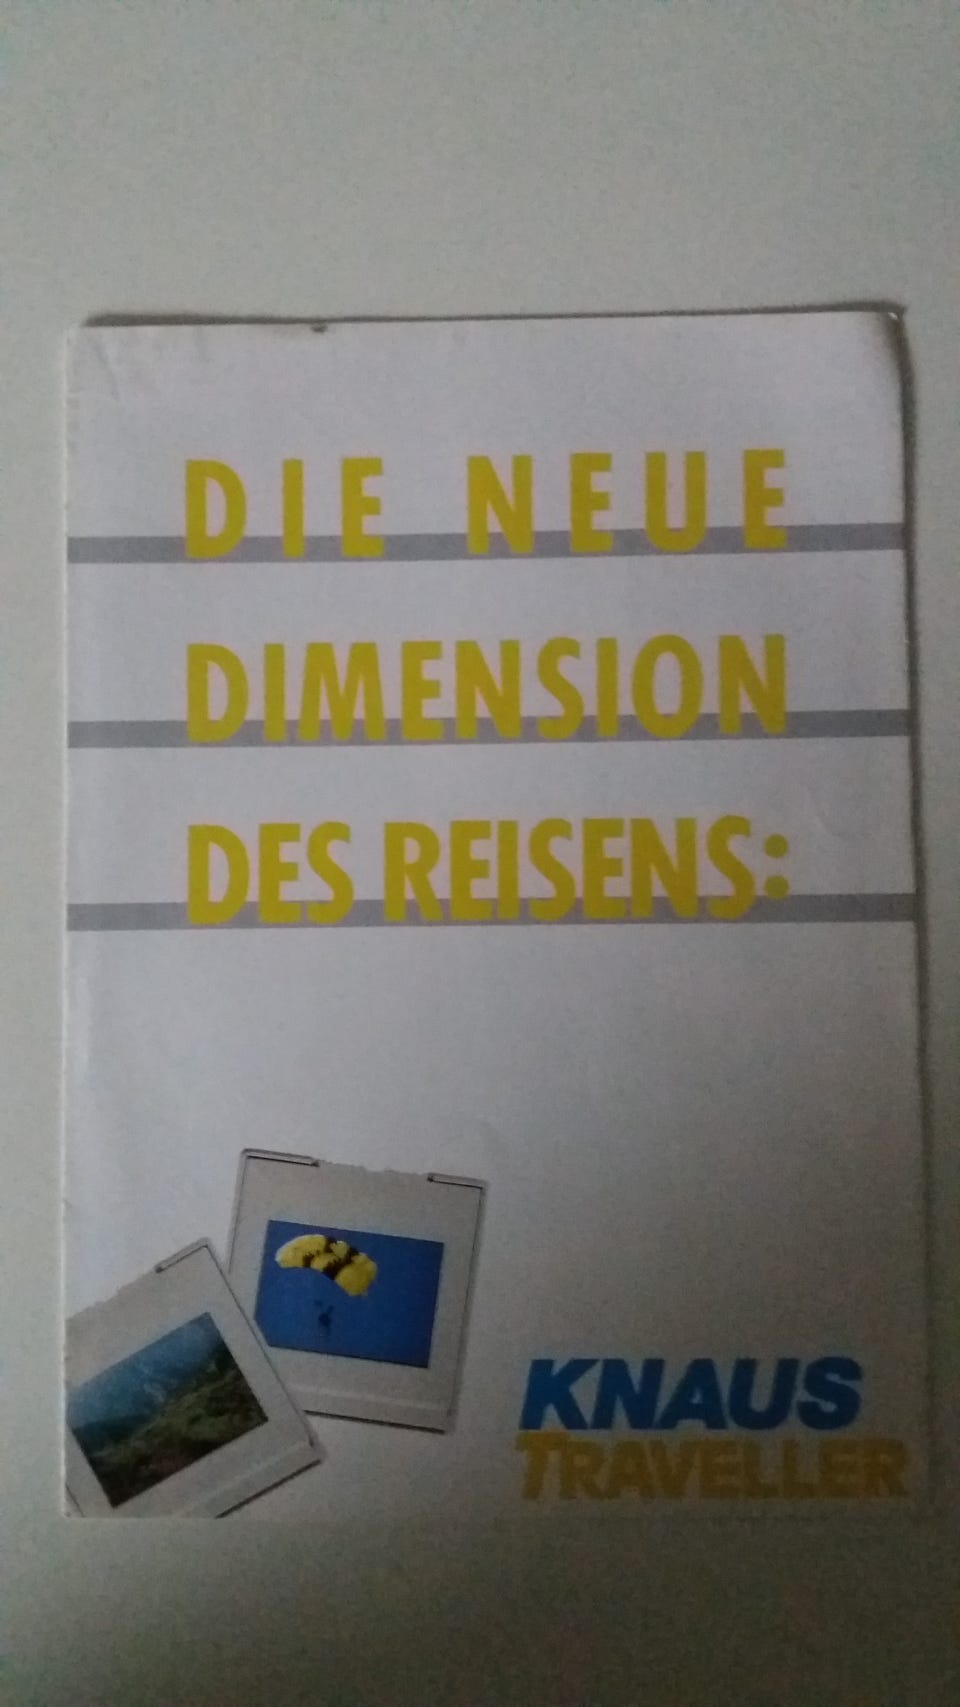 DIE NEUE
DIMENSION
DES REISENS:
KNAUS
TRAVELLER